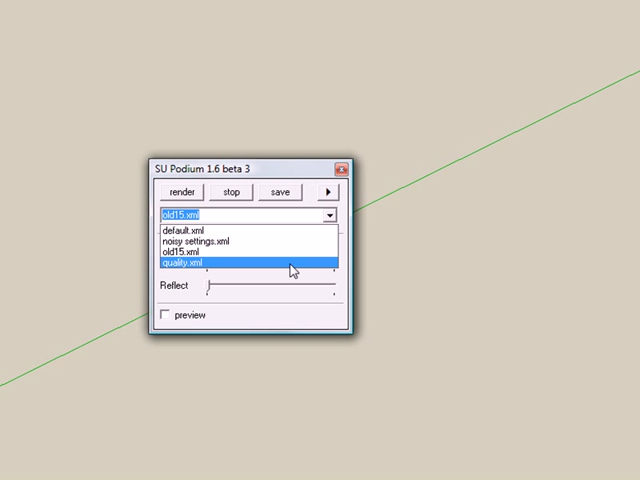 SU Podium 1.6 beta 3
render stop save
old15.xml
default.xml
noisy settings.xml
old15.xml
quality.xml
Reflect
preview